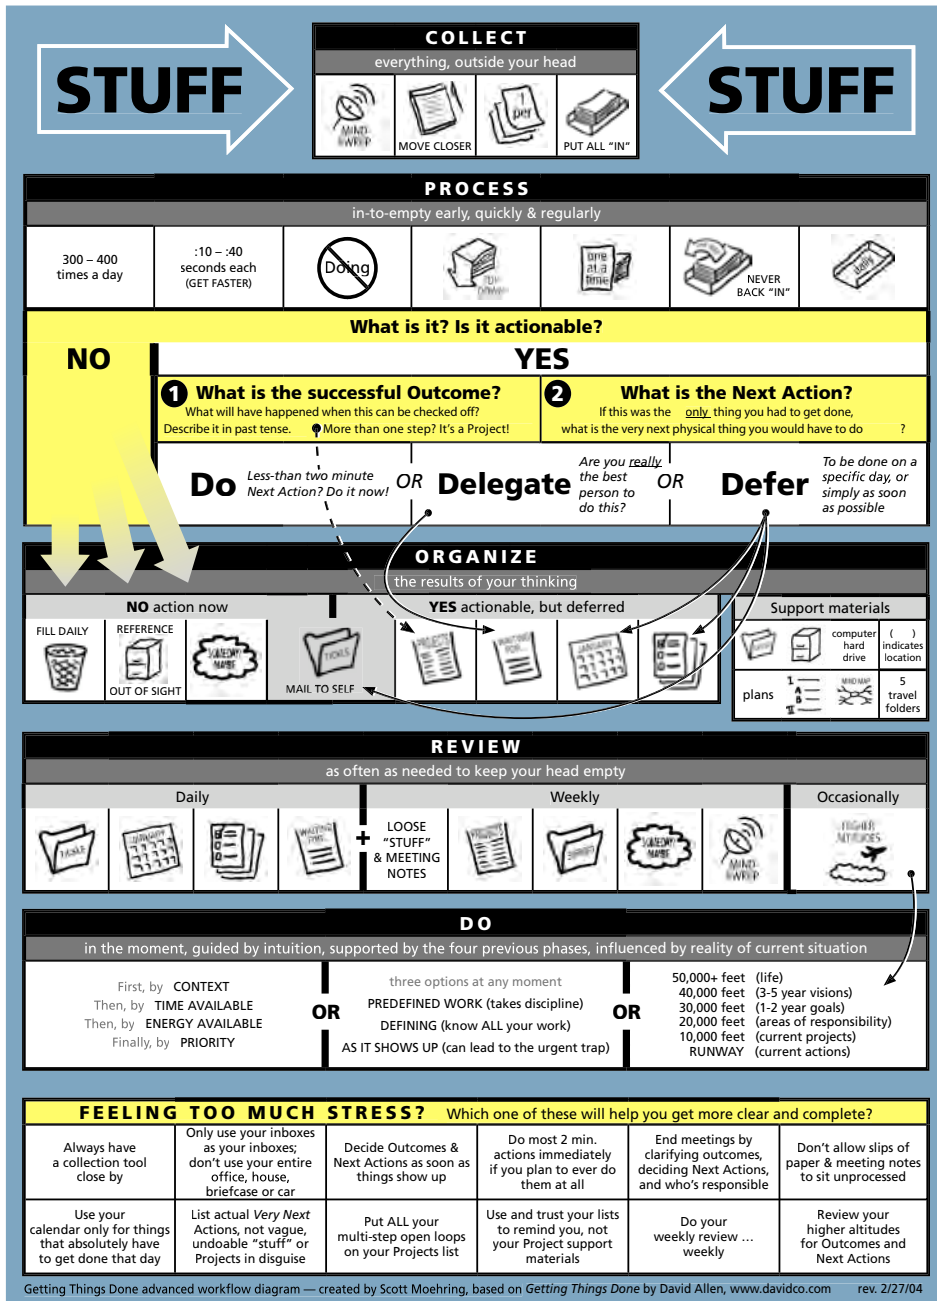 STUFF
COLLECT
everything, outside your head
MIND
SWEEP
MOVE CLOSER
1
per
PUT ALL “IN”
STUFF
PROCESS
in-to-empty early, quickly & regularly
300 – 400
times a day
:10 – :40
seconds each
(GET FASTER)
Doing
TOP
DOWN
one
at a
time
NEVER
BACK “IN”
daily
What is it? Is it actionable?
NO
YES
1 What is the successful Outcome?
What will have happened when this can be checked off?
Describe it in past tense. More than one step? It’s a Project!
2 What is the Next Action?
If this was the only thing you had to get done,
what is the very next physical thing you would have to do ?
Do
Less-than two minute
Next Action? Do it now!
OR
Delegate
Are you really
the best
person to
do this?
OR
Defer
To be done on a
specific day, or
simply as soon
as possible
ORGANIZE
the results of your thinking
NO action now
YES actionable, but deferred
FILL DAILY
REFERENCE
OUT OF SIGHT
SOMEDAY
MAYBE
TICKLE
MAIL TO SELF
PROJECTS
WAITING
FOR...
JANUARY
Support materials
computer
hard
drive
( )
indicates
location
plans
I
A
B
II
MIND MAP
5
travel
folders
REVIEW
as often as needed to keep your head empty
Daily
Weekly
Occasionally
TICKLE
JANUARY
WAITING
FOR...
+
LOOSE
“STUFF”
& MEETING
NOTES
PROJECTS
SUPPORT
SOMEDAY
MAYBE
MIND
SWEEP
HIGHER
ALTITUDES
DO
in the moment, guided by intuition, supported by the four previous phases, influenced by reality of current situation
First, by CONTEXT
Then, by TIME AVAILABLE
Then, by ENERGY AVAILABLE
Finally, by PRIORITY
OR
three options at any moment
PREDEFINED WORK (takes discipline)
DEFINING (know ALL your work)
AS IT SHOWS UP (can lead to the urgent trap)
OR
50,000+ feet (life)
40,000 feet (3-5 year visions)
30,000 feet (1-2 year goals)
20,000 feet (areas of responsibility)
10,000 feet (current projects)
RUNWAY (current actions)
FEELING TOO MUCH STRESS? Which one of these will help you get more clear and complete?
Always have
a collection tool
close by
Only use your inboxes
as your inboxes;
don’t use your entire
office, house,
briefcase or car
Decide Outcomes &
Next Actions as soon as
things show up
Do most 2 min.
actions immediately
if you plan to ever do
them at all
End meetings by
clarifying outcomes,
deciding Next Actions,
and who’s responsible
Don’t allow slips of
paper & meeting notes
to sit unprocessed
Use your
calendar only for things
that absolutely have
to get done that day
List actual Very Next
Actions, not vague,
undoable “stuff” or
Projects in disguise
Put ALL your
multi-step open loops
on your Projects list
Use and trust your lists
to remind you, not
your Project support
materials
Do your
weekly review ...
weekly
Review your
higher altitudes
for Outcomes and
Next Actions
Getting Things Done advanced workflow diagram — created by Scott Moehring, based on Getting Things Done by David Allen, www.davidco.com rev. 2/27/04